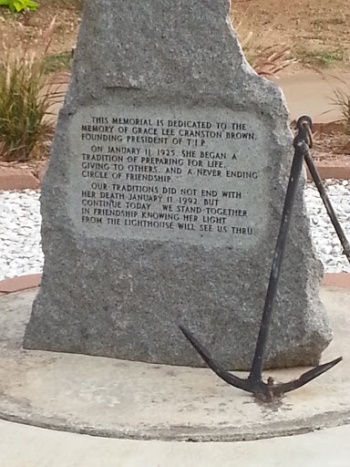 THIS MEMORIAL IS DEDICATED TO THE
MEMORY OF GRACE LEE CRANSTON BROWN,
FOUNDING PRESIDENT OF T.I.P.
ON JANUARY 11, 1925, SHE BEGAN A
TRADITION OF PREPARING FOR LIFE,
GIVING TO OTHERS, AND A NEVER ENDING
CIRCLE OF FRIENDSHIP.
OUR TRADITIONS DID NOT END WITH
HER DEATH JANUARY 17, 1992, BUT
CONTINUE TODAY. WE STAND TOGETHER
IN FRIENDSHIP KNOWING HER LIGHT
FROM THE LIGHTHOUSE WILL SEE US THRU.